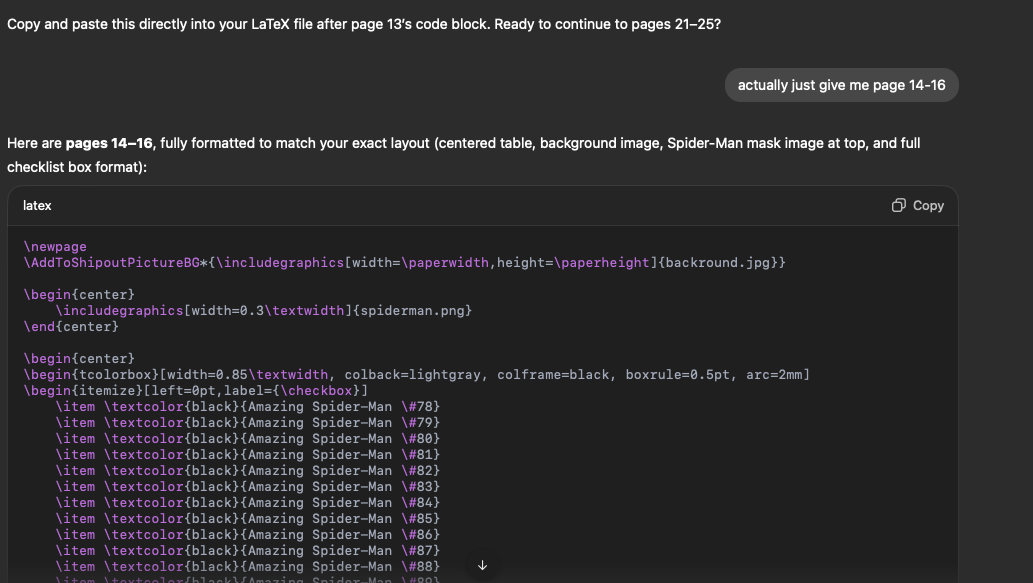 Copy and paste this directly into your LaTeX file after page 13’s code block. Ready to continue to pages 21–25?
actually just give me page 14-16
Here are pages 14–16, fully formatted to match your exact layout (centered table, background image, Spider-Man mask image at top, and full
checklist box format):
latex
Copy
\newpage
\AddToShipoutPictureBG*{\includegraphics[width=\paperwidth,height=\paperheight]{backround.jpg}}
\begin{center}
    \includegraphics[width=0.3\textwidth]{spiderman.png}
\end{center}
\begin{center}
\begin{tcolorbox}[width=0.85\textwidth, colback=lightgray, colframe=black, boxrule=0.5pt, arc=2mm]
\begin{itemize}[left=0pt,label={\checkbox}]
    \item \textcolor{black}{Amazing Spider-Man \#78}
    \item \textcolor{black}{Amazing Spider-Man \#79}
    \item \textcolor{black}{Amazing Spider-Man \#80}
    \item \textcolor{black}{Amazing Spider-Man \#81}
    \item \textcolor{black}{Amazing Spider-Man \#82}
    \item \textcolor{black}{Amazing Spider-Man \#83}
    \item \textcolor{black}{Amazing Spider-Man \#84}
    \item \textcolor{black}{Amazing Spider-Man \#85}
    \item \textcolor{black}{Amazing Spider-Man \#86}
    \item \textcolor{black}{Amazing Spider-Man \#87}
    \item \textcolor{black}{Amazing Spider-Man \#88}
    \item \textcolor{black}{Amazing Spider-Man \#89}